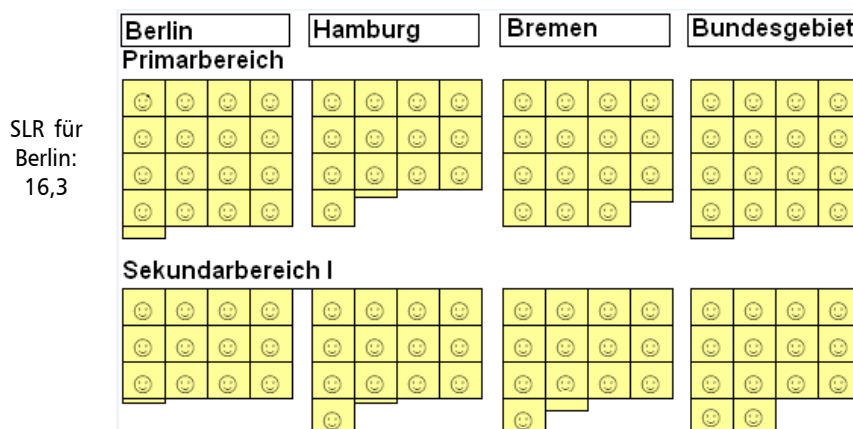 Berlin
Hamburg
Bremen
Bundesgebiet
Primarbereich
SLR für
Berlin:
16,3
Sekundarbereich I